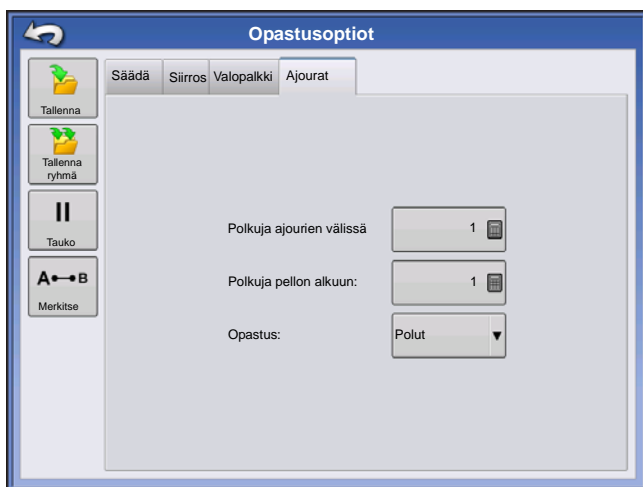 Opastusoptiot
Tallenna
Tallenna
ryhmä
Tauko
A B
Merkitse
Säädä Siirros Valopalkki Ajourat
Polkuja ajourien välissä 1
Polkuja pellon alkuun: 1
Opastus: Polut